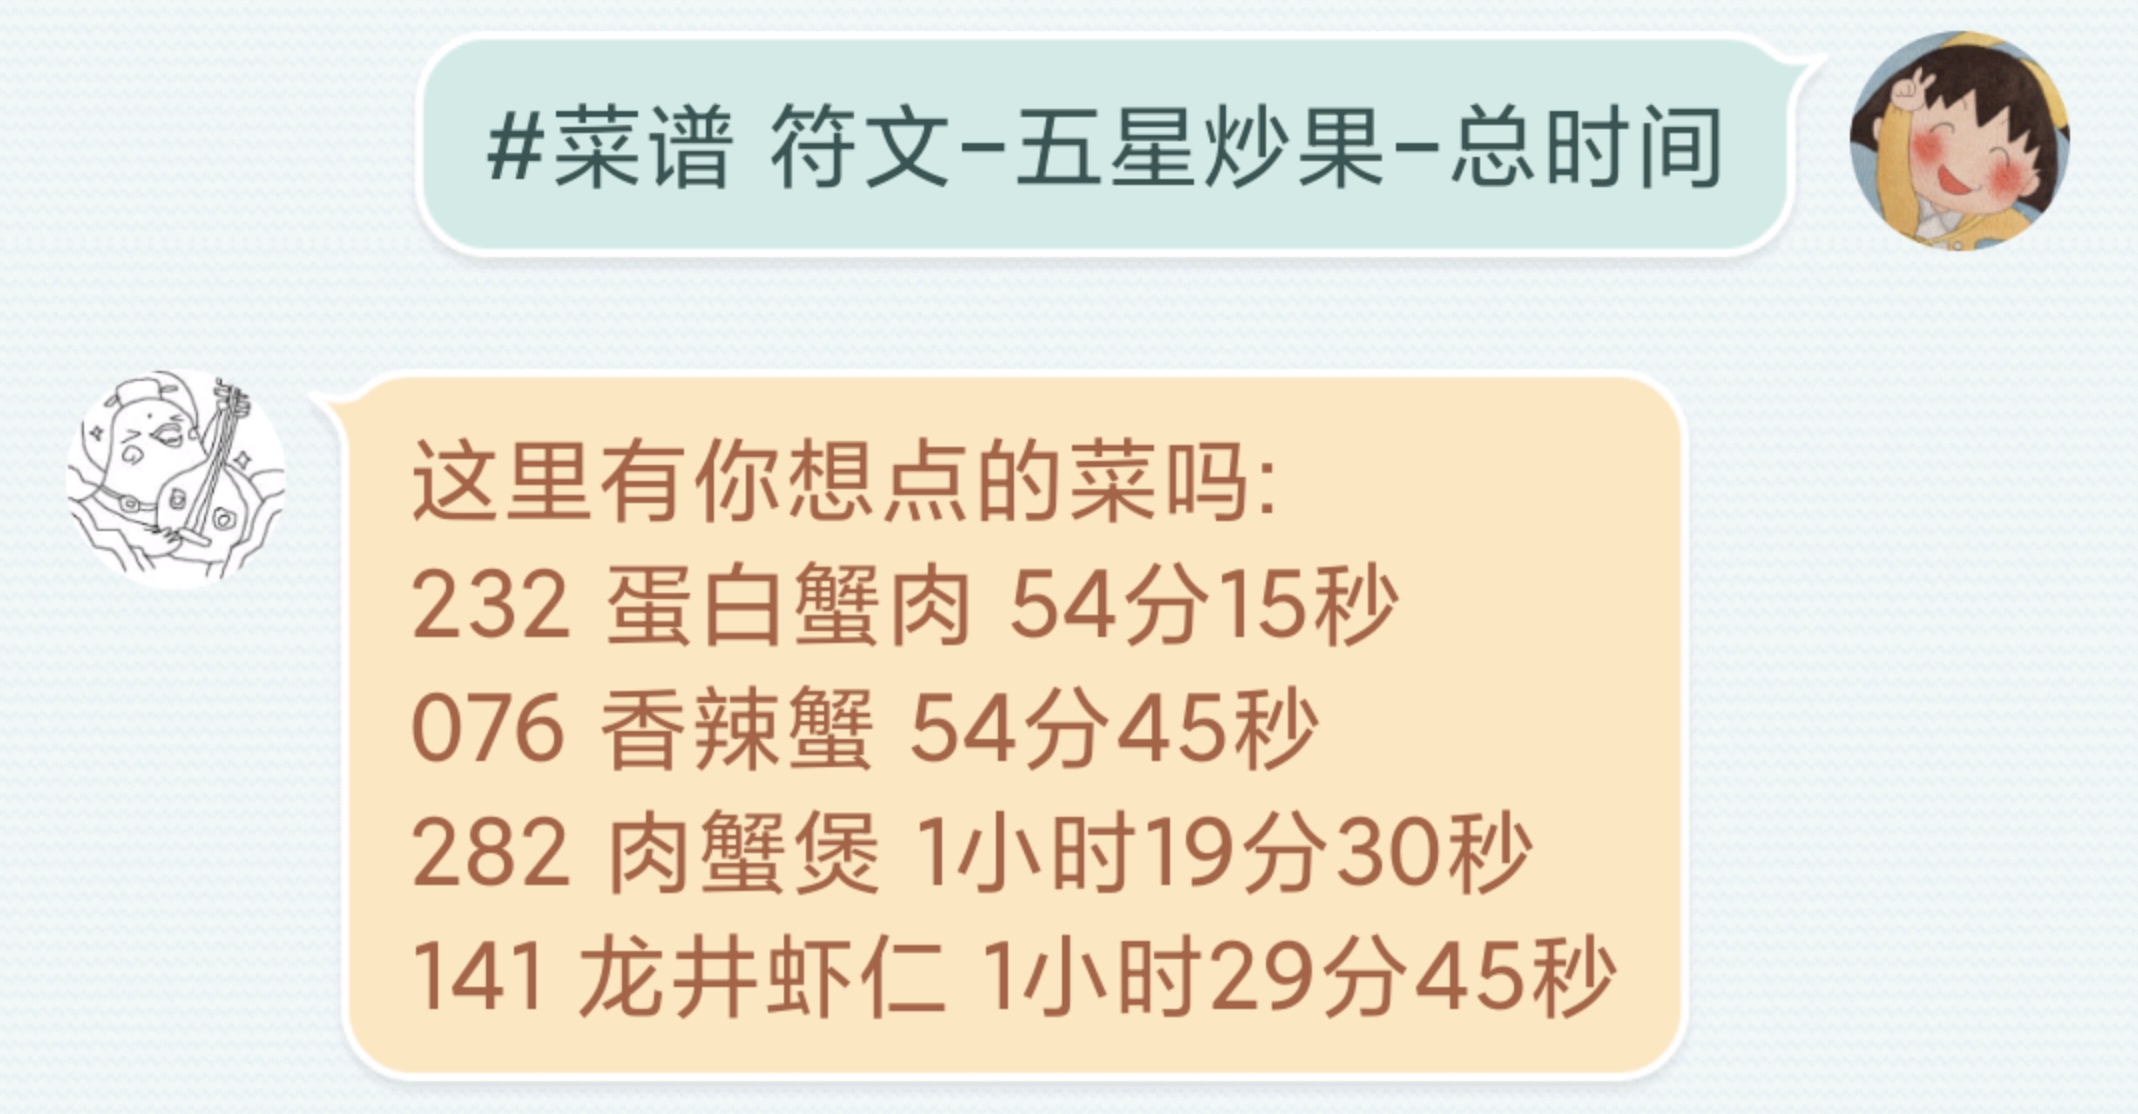 #菜谱 符文-五星炒果-总时间
这里有你想点的菜吗:
232 蛋白蟹肉 54分15秒
076 香辣蟹 54分45秒
282 肉蟹煲 1小时19分30秒
141 龙井虾仁 1小时29分45秒